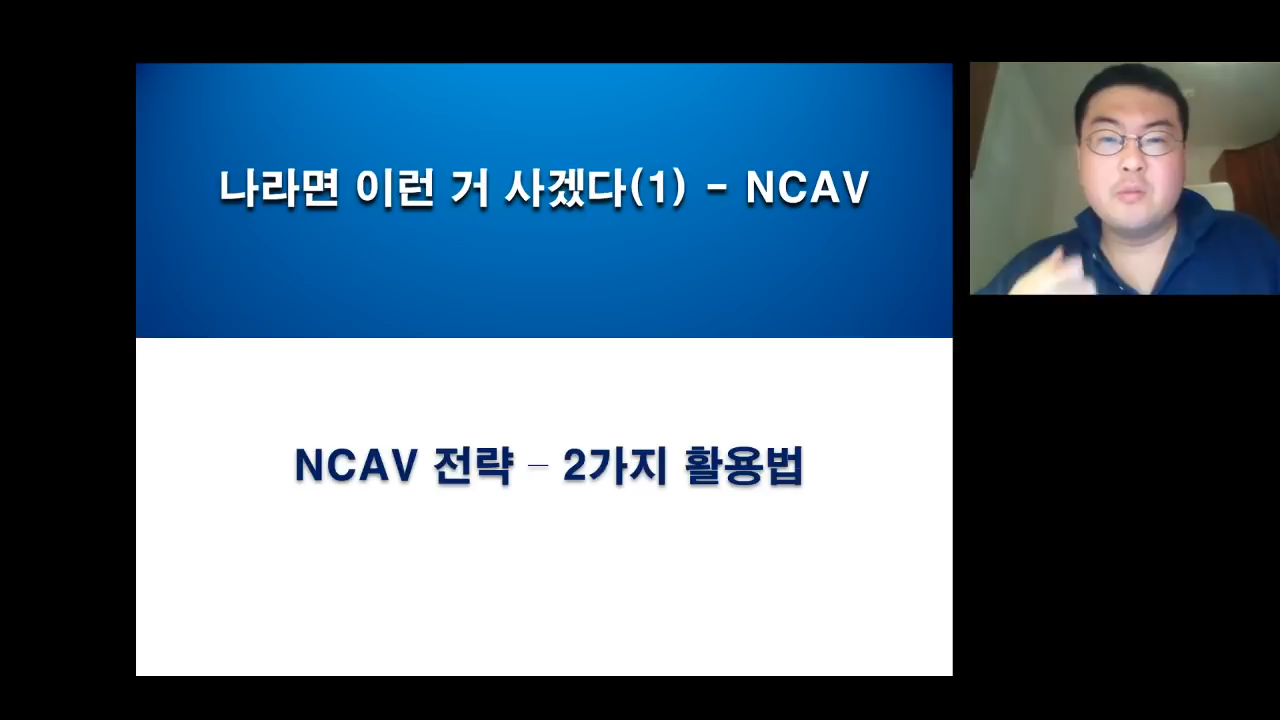 나라면 이런 거 사겠다(1) - NCAV
NCAV 전략 – 2가지 활용법